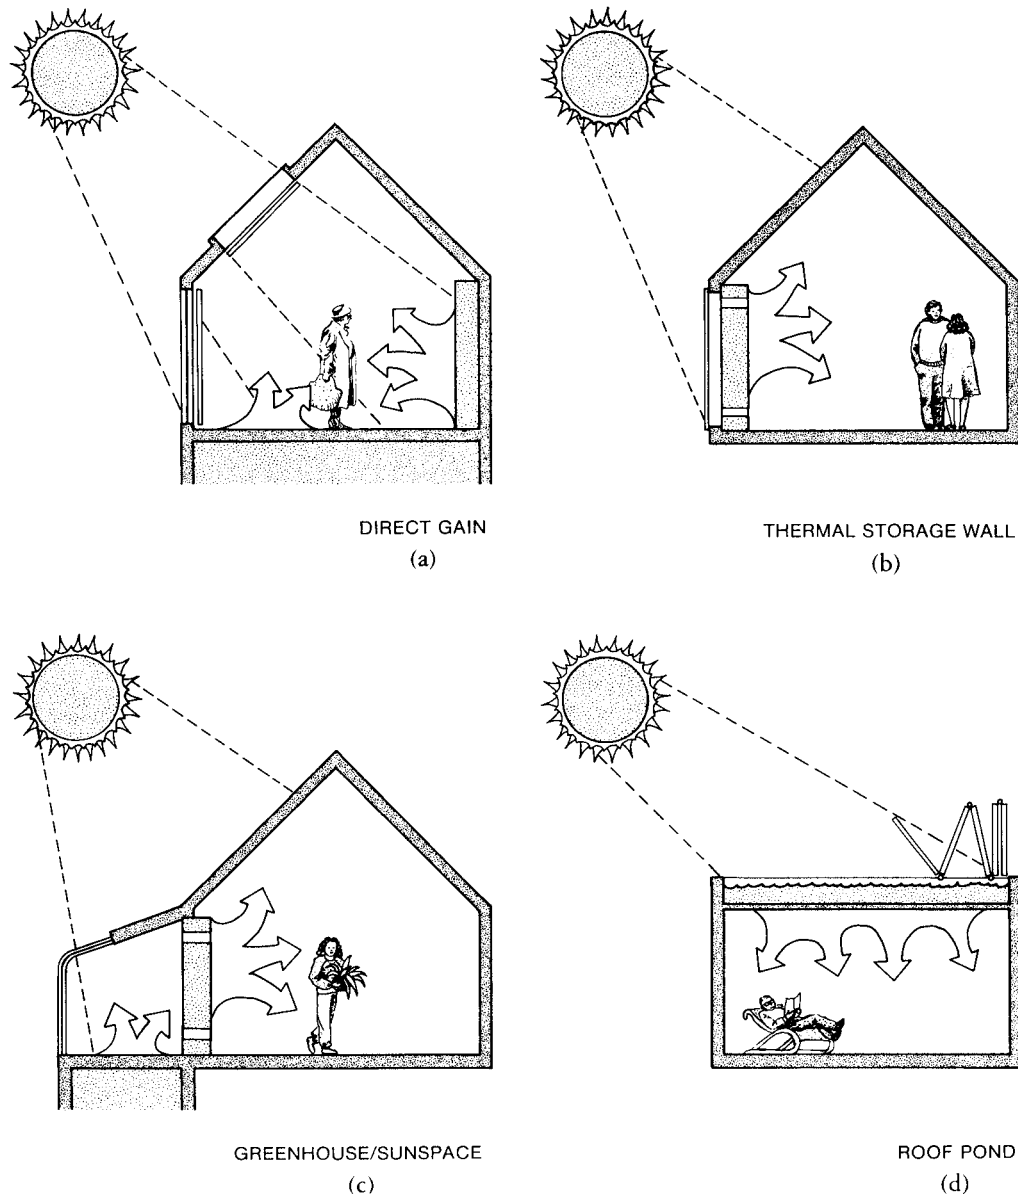 DIRECT GAIN
(a)
THERMAL STORAGE WALL
(b)
GREENHOUSE/SUNSPACE
(c)
ROOF POND
(d)